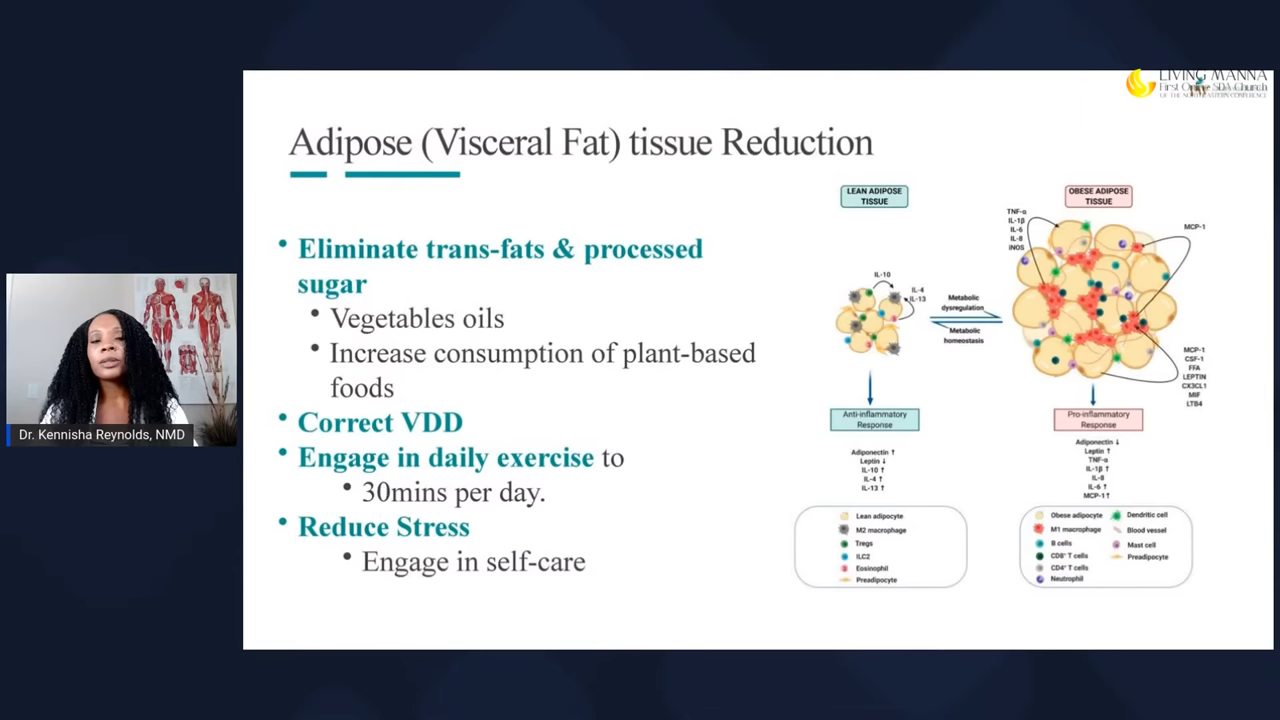 LIVING MANNA
First Online SDA Church
OF THE NORTHEASTERN CONFERENCE
Adipose (Visceral Fat) tissue Reduction
• Eliminate trans-fats & processed
sugar
• Vegetables oils
• Increase consumption of plant-based
foods
• Correct VDD
• Engage in daily exercise to
• 30mins per day.
• Reduce Stress
• Engage in self-care
Dr. Kennisha Reynolds, NMD
LEAN ADIPOSE
TISSUE
IL-10
IL-4
IL-13
Metabolic
dysregulation
Metabolic
homeostasis
OBESE ADIPOSE
TISSUE
TNF-α
IL-1β
IL-6
IL-8
iNOS
MCP-1
MCP-1
CSF-1
FFA
LEPTIN
CX3CL1
MIF
LTB4
Anti-inflammatory
Response
Adiponectin ↑
Leptin ↓
IL-10 ↑
IL-4 ↑
IL-13 ↑
Pro-inflammatory
Response
Adiponectin ↓
Leptin ↑
TNF-α
IL-1β ↑
IL-8
IL-6 ↑
MCP-1↑
Lean adipocyte
M2 macrophage
Tregs
ILC2
Eosinophil
Preadipocyte
Obese adipocyte
M1 macrophage
B cells
CD8⁺ T cells
CD4⁺ T cells
Neutrophil
Dendritic cell
Blood vessel
Mast cell
Preadipocyte